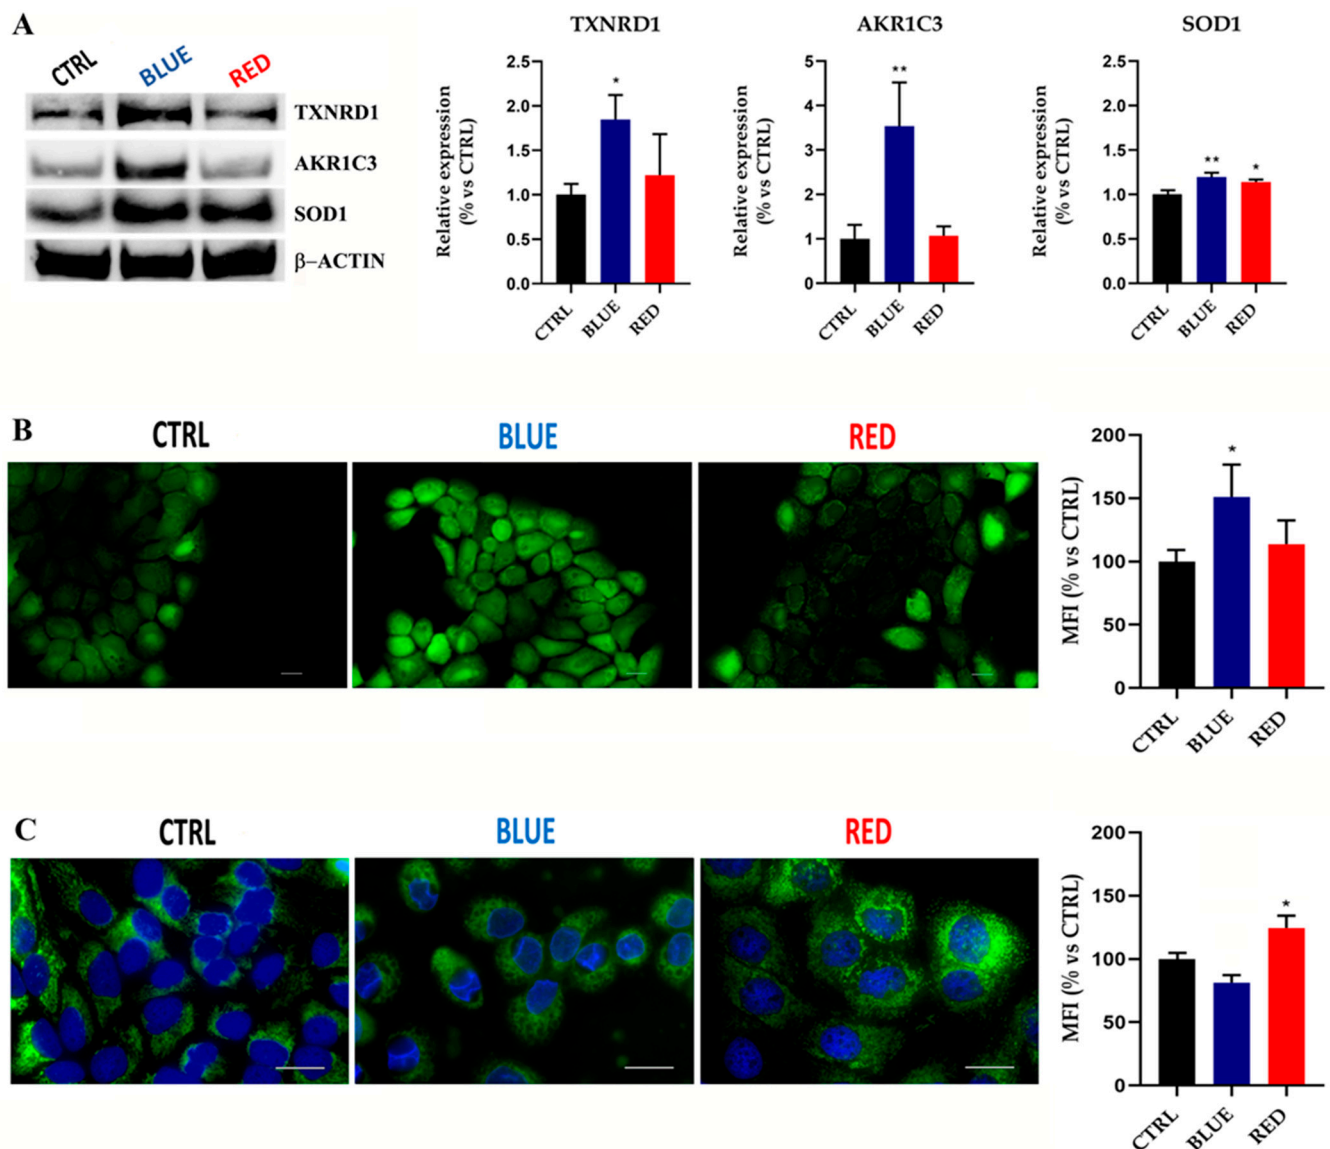 A
CTRL
BLUE
RED
TXNRD1
AKR1C3
SOD1
β–ACTIN
TXNRD1
Relative expression
(% vs CTRL)
2.5
2.0
1.5
1.0
0.5
0.0
*
CTRL
BLUE
RED
AKR1C3
Relative expression
(% vs CTRL)
5
4
3
2
1
0
**
CTRL
BLUE
RED
SOD1
Relative expression
(% vs CTRL)
2.5
2.0
1.5
1.0
0.5
0.0
**
*
CTRL
BLUE
RED
B
CTRL
BLUE
RED
MFI (% vs CTRL)
200
150
100
50
0
*
CTRL
BLUE
RED
C
CTRL
BLUE
RED
MFI (% vs CTRL)
200
150
100
50
0
*
CTRL
BLUE
RED